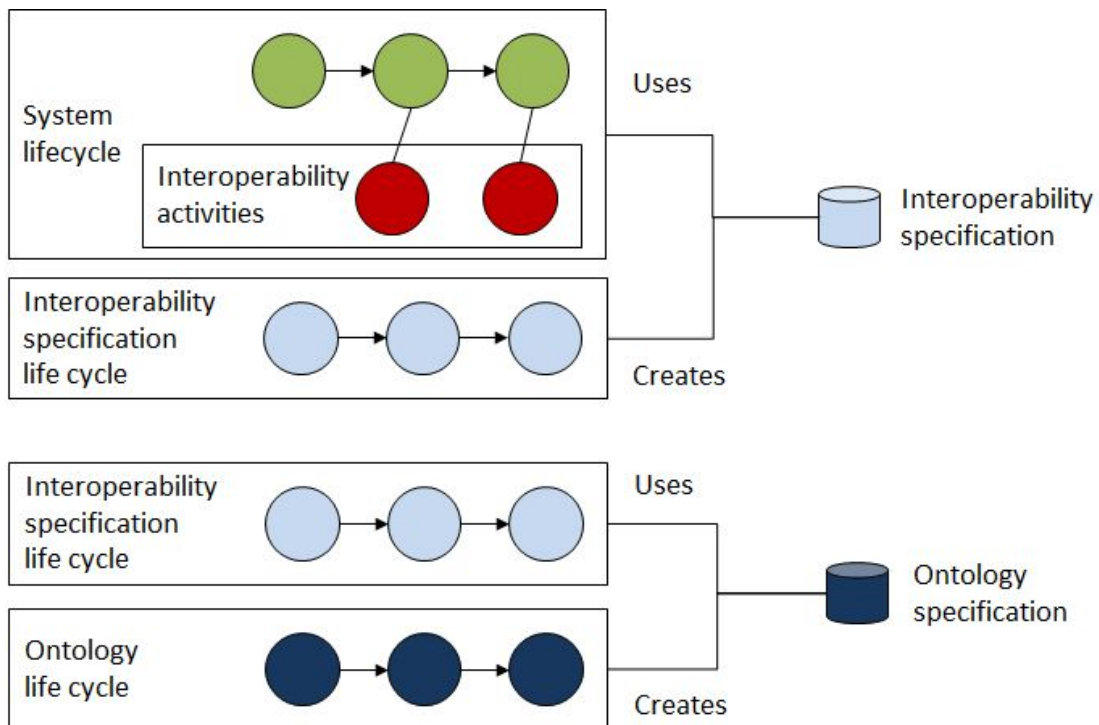 System
lifecycle
Interoperability
activities
Uses
Interoperability
specification
Interoperability
specification
life cycle
Creates
Interoperability
specification
life cycle
Uses
Ontology
specification
Ontology
life cycle
Creates